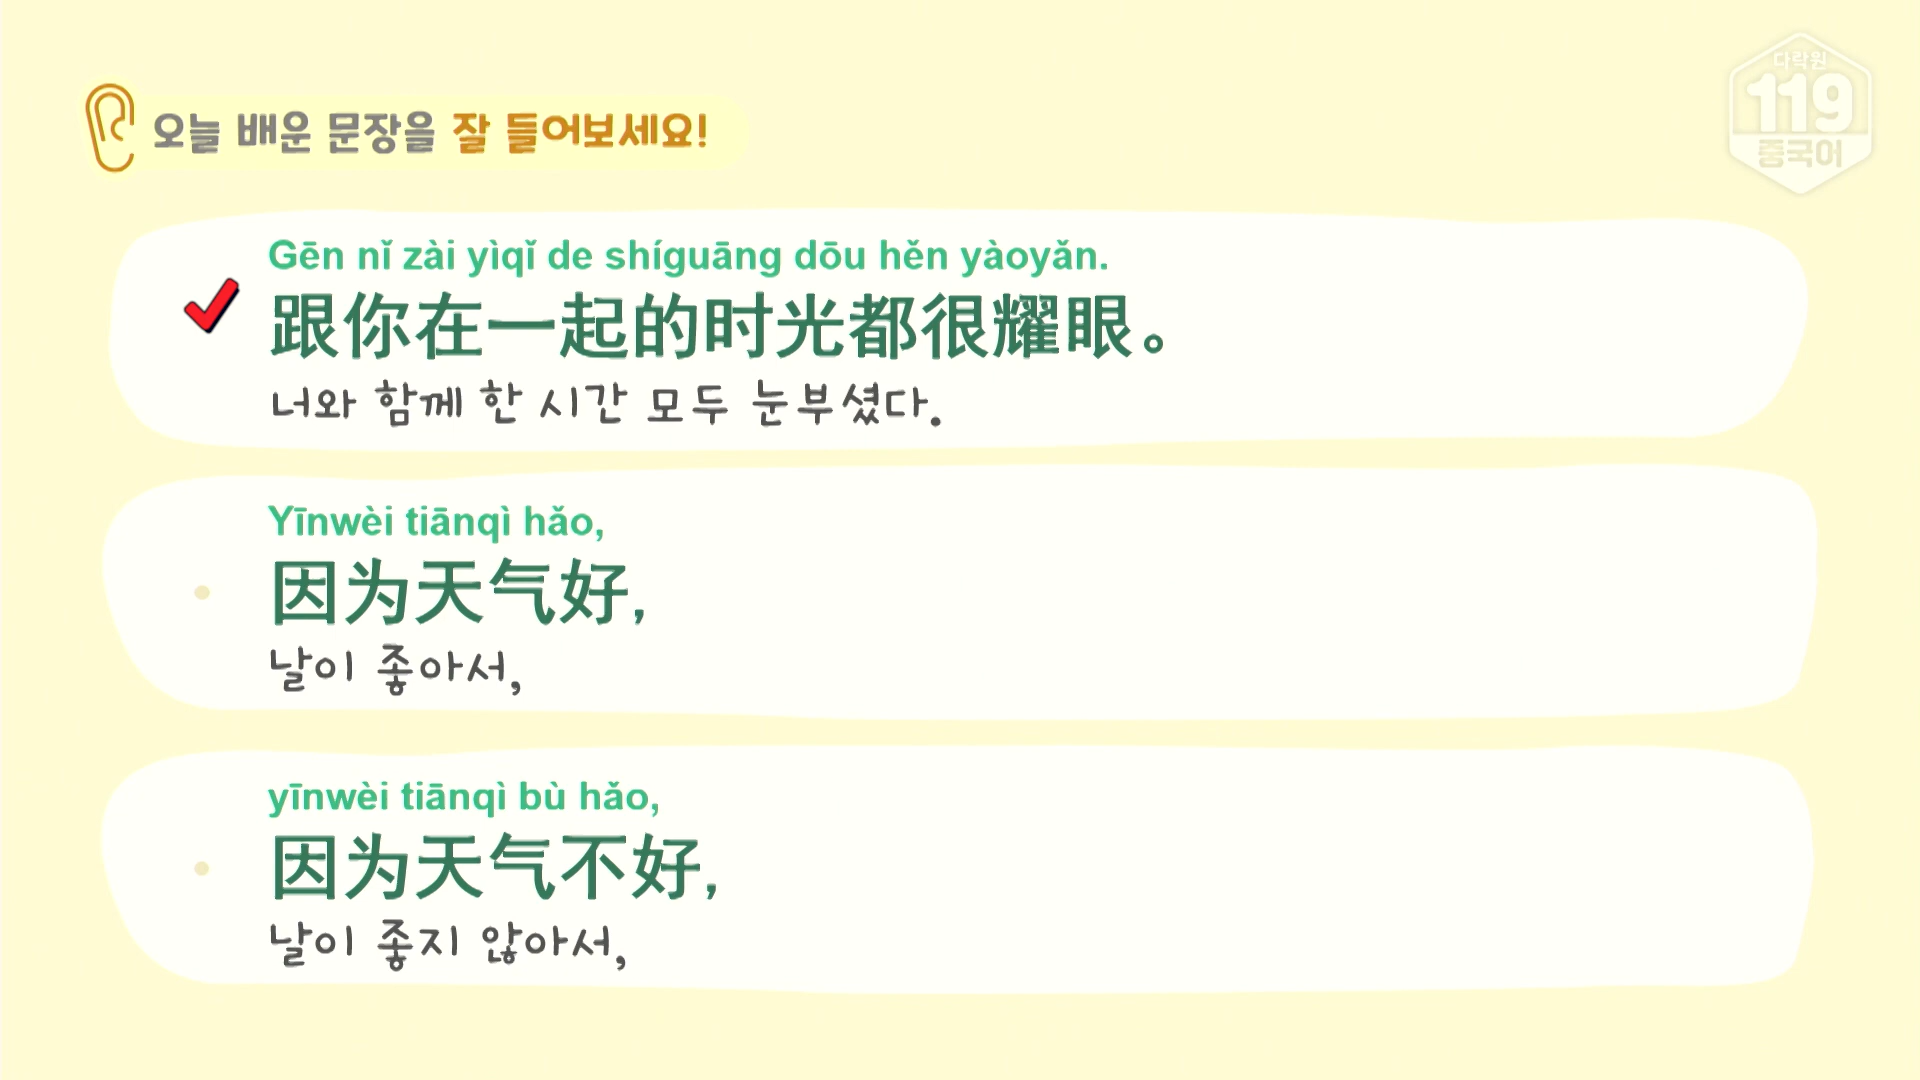 다락원
119
중국어
오늘 배운 문장을 잘 들어보세요!
Gēn nǐ zài yìqǐ de shíguāng dōu hěn yàoyǎn.
跟你在一起的时光都很耀眼。
너와 함께 한 시간 모두 눈부셨다.
Yīnwèi tiānqì hǎo,
因为天气好,
날이 좋아서,
yīnwèi tiānqì bù hǎo,
因为天气不好,
날이 좋지 않아서,